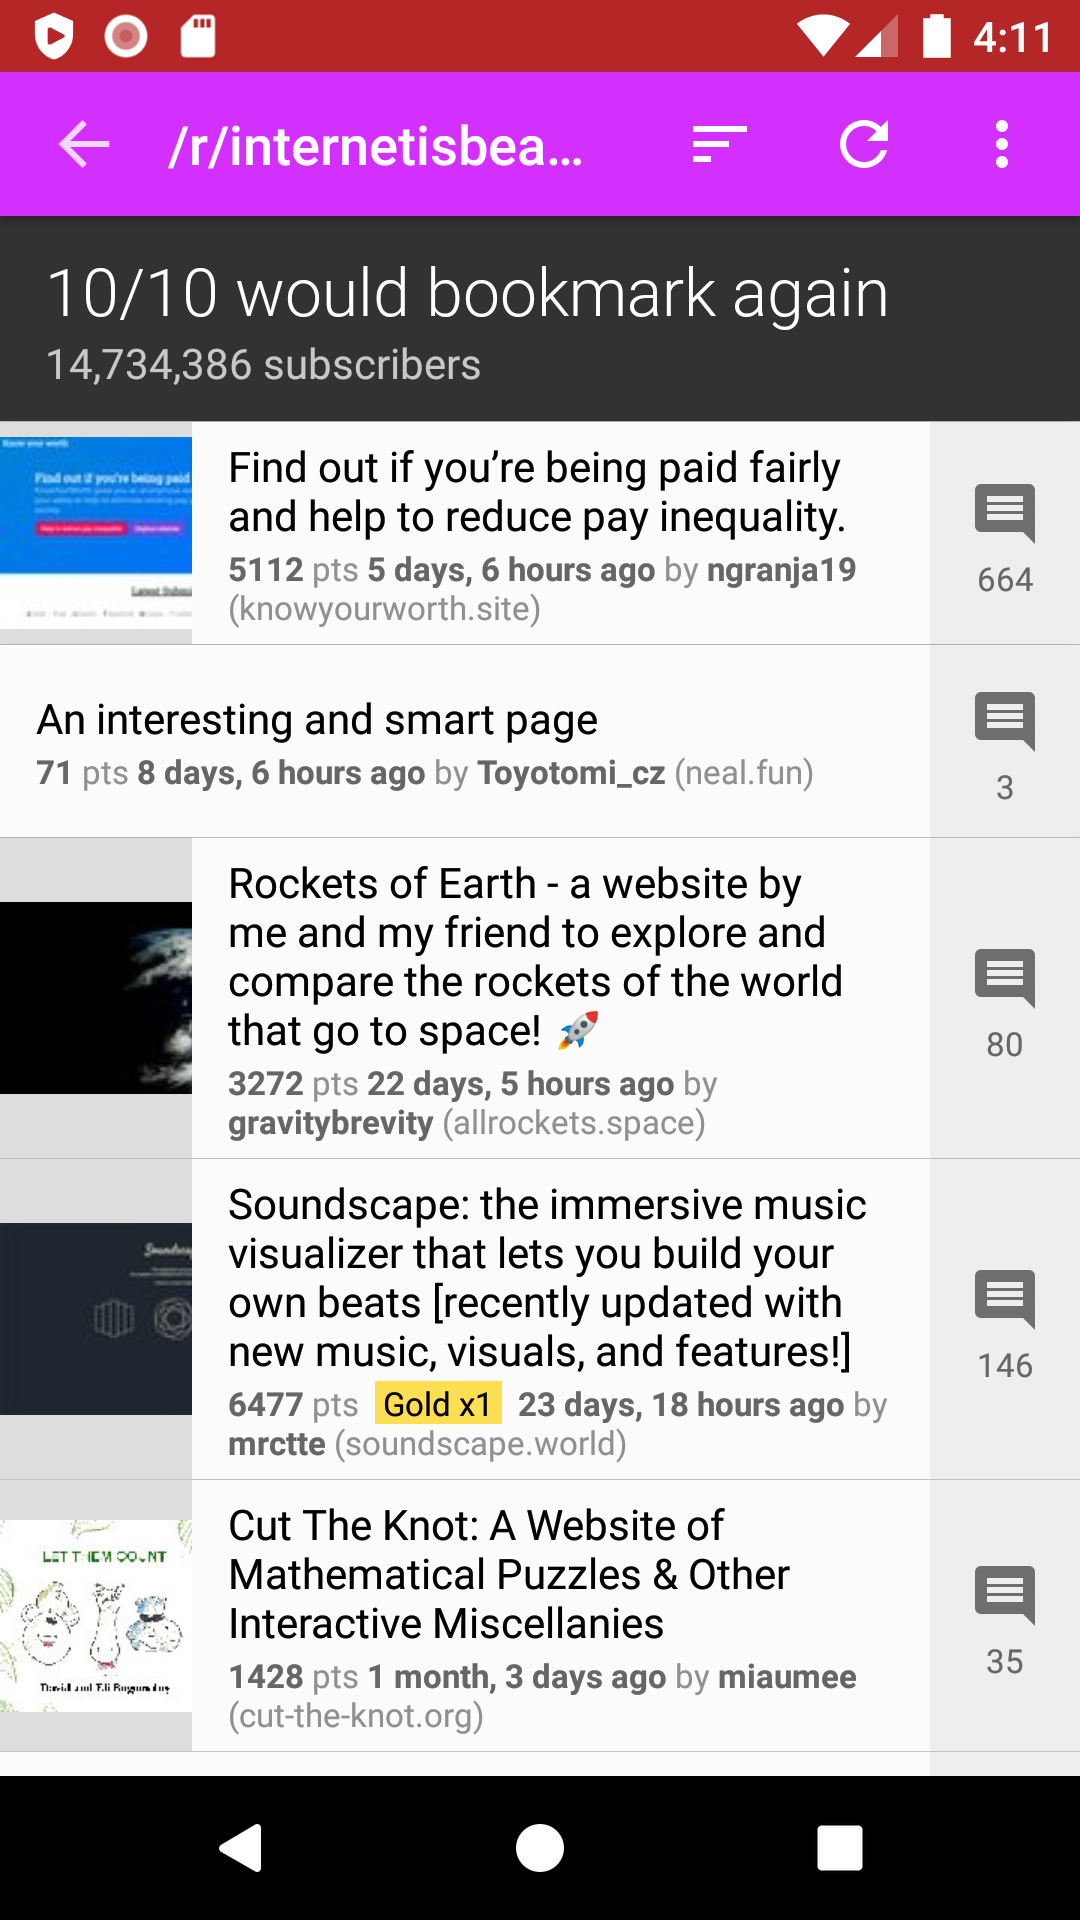 4:11
/r/internetisbea...
10/10 would bookmark again
14,734,386 subscribers
Find out if you're being paid
Find out if you’re being paid fairly
and help to reduce pay inequality.
5112 pts 5 days, 6 hours ago by ngranja19
(knowyourworth.site)
664
An interesting and smart page
71 pts 8 days, 6 hours ago by Toyotomi_cz (neal.fun)
3
Rockets of Earth - a website by
me and my friend to explore and
compare the rockets of the world
that go to space! 🚀
3272 pts 22 days, 5 hours ago by
gravitybrevity (allrockets.space)
80
Soundscape: the immersive music
visualizer that lets you build your
own beats [recently updated with
new music, visuals, and features!]
6477 pts Gold x1 23 days, 18 hours ago by
mrctte (soundscape.world)
146
LET THEM COUNT
Cut The Knot: A Website of
Mathematical Puzzles & Other
Interactive Miscellanies
1428 pts 1 month, 3 days ago by miaumee
(cut-the-knot.org)
35